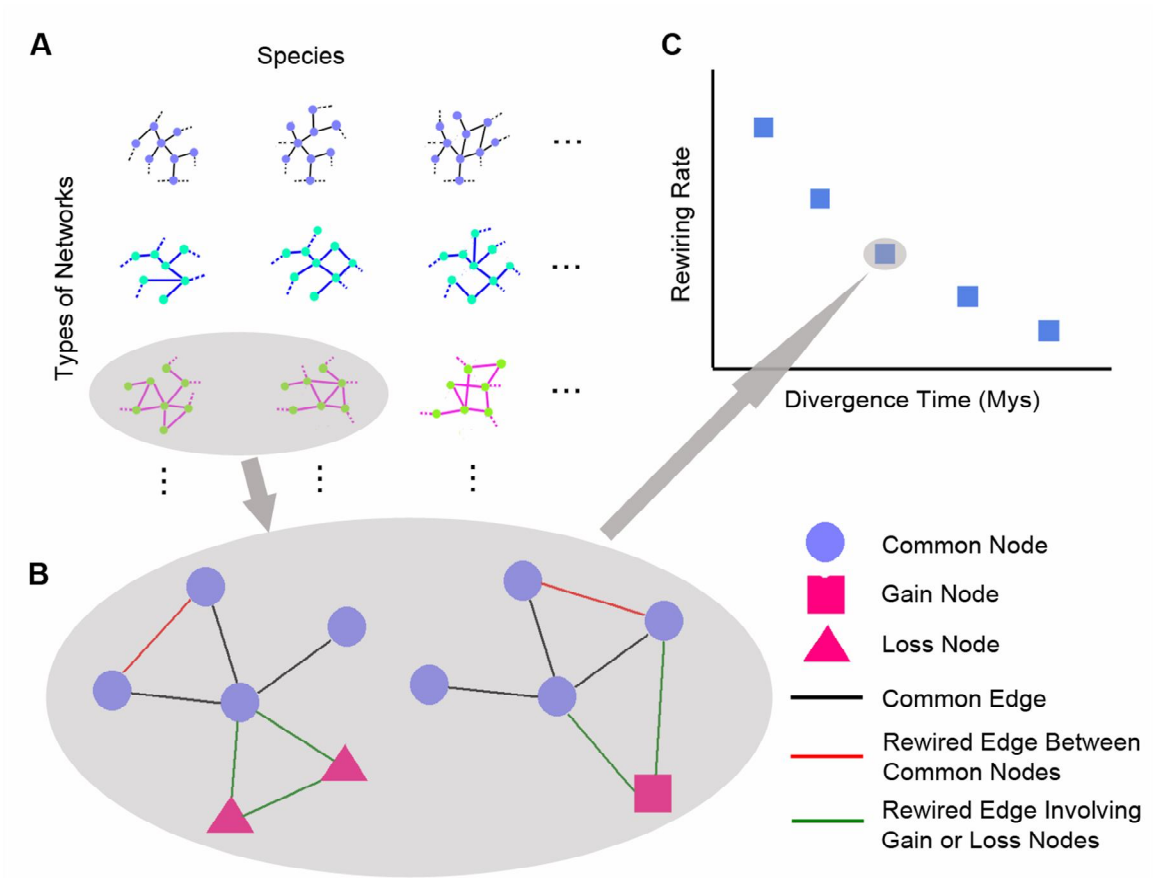 A
Species
Types of Networks
...
...
...
⋮
⋮
⋮
C
Rewiring Rate
Divergence Time (Mys)
B
Common Node
Gain Node
Loss Node
Common Edge
Rewired Edge Between
Common Nodes
Rewired Edge Involving
Gain or Loss Nodes